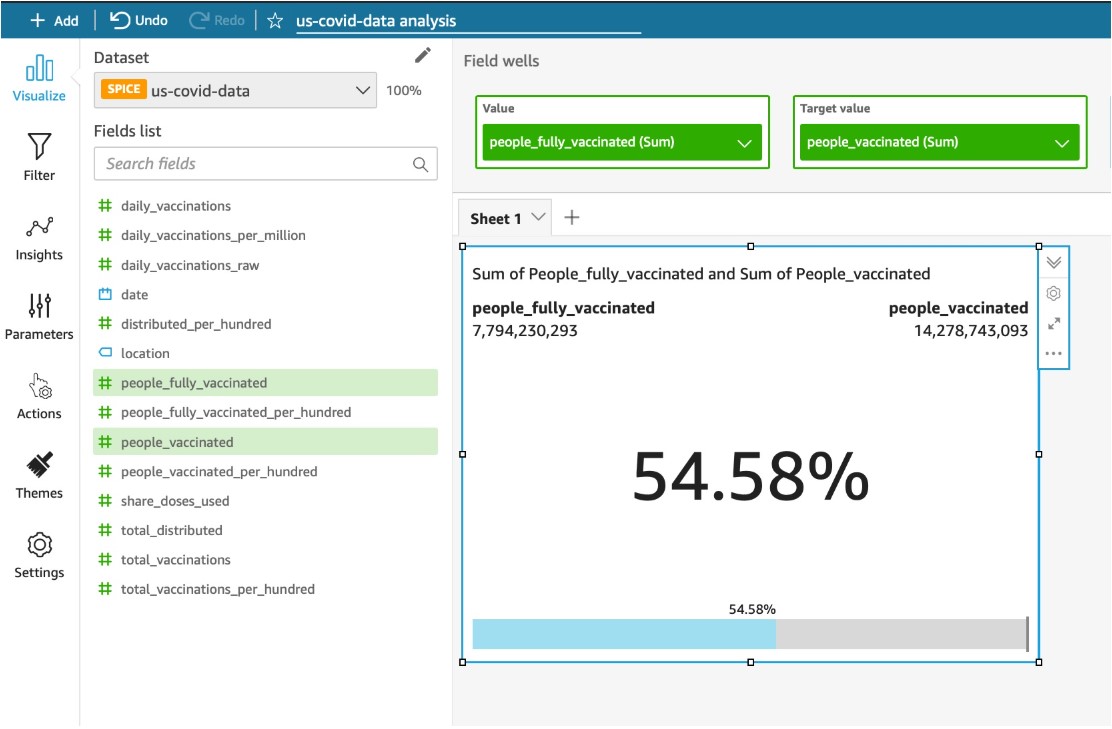 + Add Undo Redo us-covid-data analysis
Visualize
Filter
Insights
Parameters
Actions
Themes
Settings
Dataset
SPICE us-covid-data 100%
Fields list
Search fields
daily_vaccinations
daily_vaccinations_per_million
daily_vaccinations_raw
date
distributed_per_hundred
location
people_fully_vaccinated
people_fully_vaccinated_per_hundred
people_vaccinated
people_vaccinated_per_hundred
share_doses_used
total_distributed
total_vaccinations
total_vaccinations_per_hundred
Field wells
Value
people_fully_vaccinated (Sum)
Target value
people_vaccinated (Sum)
Sheet 1 +
Sum of People_fully_vaccinated and Sum of People_vaccinated
people_fully_vaccinated people_vaccinated
7,794,230,293 14,278,743,093
54.58%
54.58%